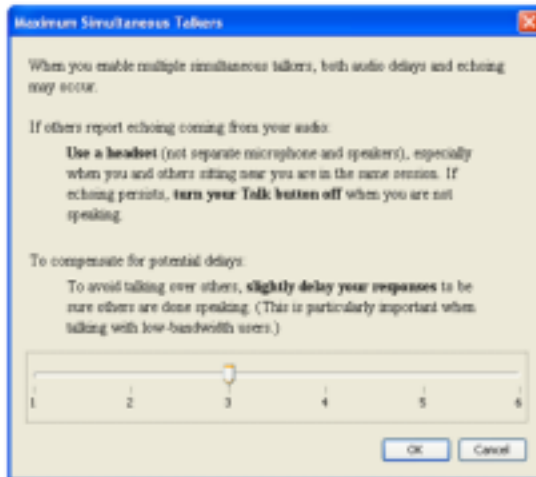 Maximum Simultaneous Talkers
When you enable multiple simultaneous talkers, both audio delays and echoing
may occur.
If others report echoing coming from your audio:
Use a headset (not separate microphone and speakers), especially
when you and others sitting near you are in the same session. If
echoing persists, turn your Talk button off when you are not
speaking.
To compensate for potential delays:
To avoid talking over others, slightly delay your responses to be
sure others are done speaking. (This is particularly important when
talking with low-bandwidth users.)
1 2 3 4 5 6
OK Cancel